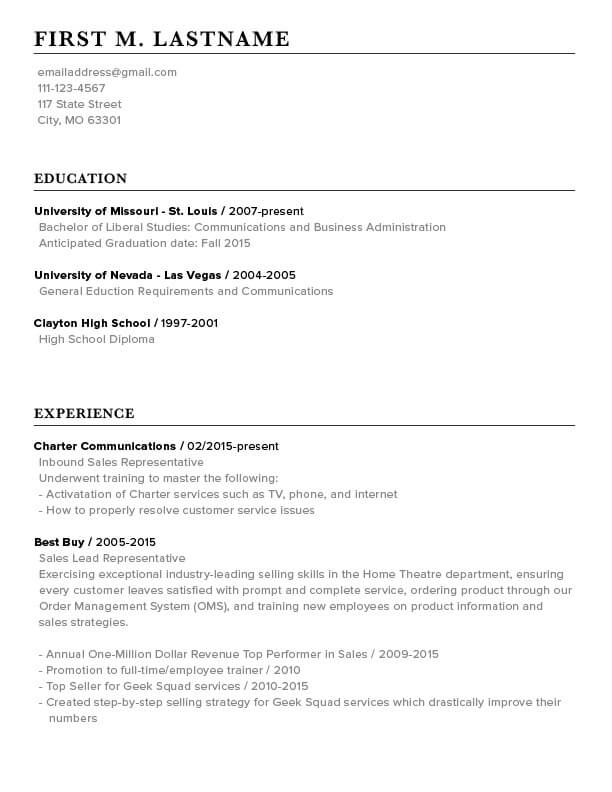 FIRST M. LASTNAME
emailaddress@gmail.com
111-123-4567
117 State Street
City, MO 63301
EDUCATION
University of Missouri - St. Louis / 2007-present
Bachelor of Liberal Studies: Communications and Business Administration
Anticipated Graduation date: Fall 2015
University of Nevada - Las Vegas / 2004-2005
General Eduction Requirements and Communications
Clayton High School / 1997-2001
High School Diploma
EXPERIENCE
Charter Communications / 02/2015-present
Inbound Sales Representative
Underwent training to master the following:
- Activatation of Charter services such as TV, phone, and internet
- How to properly resolve customer service issues
Best Buy / 2005-2015
Sales Lead Representative
Exercising exceptional industry-leading selling skills in the Home Theatre department, ensuring
every customer leaves satisfied with prompt and complete service, ordering product through our
Order Management System (OMS), and training new employees on product information and
sales strategies.
- Annual One-Million Dollar Revenue Top Performer in Sales / 2009-2015
- Promotion to full-time/employee trainer / 2010
- Top Seller for Geek Squad services / 2010-2015
- Created step-by-step selling strategy for Geek Squad services which drastically improve their
numbers